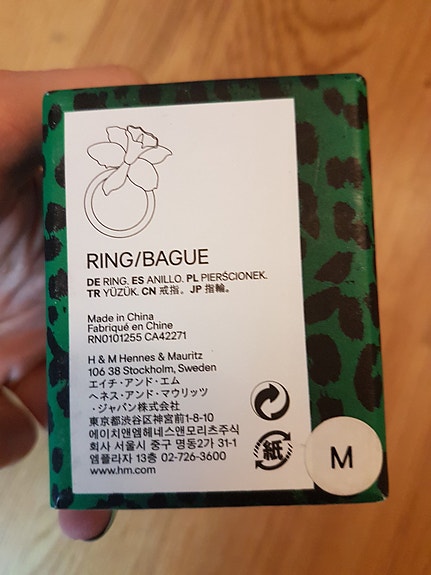 RING/BAGUE
DE RING. ES ANILLO. PL PIERŚCIONEK.
TR YÜZÜK. CN 戒指。 JP 指輪。
Made in China
Fabriqué en Chine
RN0101255 CA42271
H & M Hennes & Mauritz
106 38 Stockholm, Sweden
エイチ・アンド・エム
ヘネス・アンド・マウリッツ
・ジャパン株式会社
東京都渋谷区神宮前1-8-10
에이치앤엠헤네스앤모리츠주식
회사 서울시 중구 명동2가 31-1
엠플라자 13층 02-726-3600
www.hm.com
紙
M